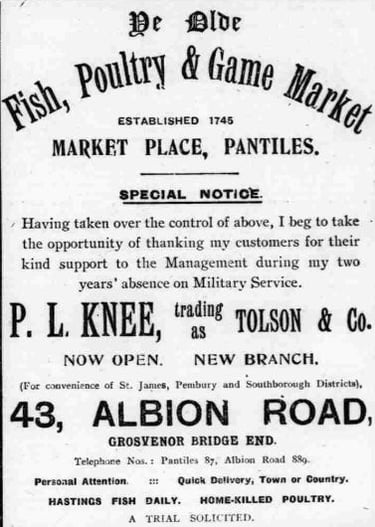 Ye Olde
Fish, Poultry & Game Market
ESTABLISHED 1745
MARKET PLACE, PANTILES.
SPECIAL NOTICE.
Having taken over the control of above, I beg to take
the opportunity of thanking my customers for their
kind support to the Management during my two
years' absence on Military Service.
P. L. KNEE, trading as TOLSON & Co.
NOW OPEN. NEW BRANCH.
(For convenience of St. James, Pembury and Southborough Districts),
43, ALBION ROAD,
GROSVENOR BRIDGE END.
Telephone Nos.: Pantiles 87, Albion Road 889.
Personal Attention. ::: Quick Delivery, Town or Country.
HASTINGS FISH DAILY. HOME-KILLED POULTRY.
A TRIAL SOLICITED.